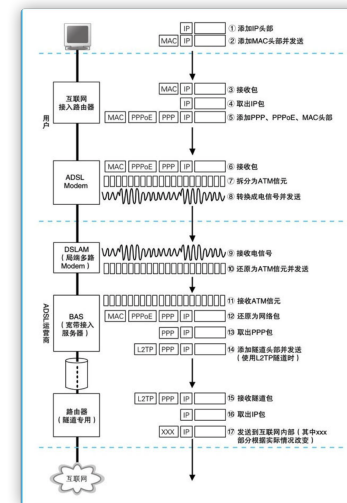 IP
① 添加IP头部
MAC IP
② 添加MAC头部并发送
互联网
接入路由器
用户
MAC IP
③ 接收包
IP
④ 取出IP包
MAC PPPoE PPP IP
⑤ 添加PPP、PPPoE、MAC头部
ADSL
Modem
MAC PPPoE PPP IP
⑥ 接收包
⑦ 拆分为ATM信元
⑧ 转换成电信号并发送
DSLAM
(局端多路
Modem)
⑨ 接收电信号
10 还原为ATM信元并发送
ADSL运营商
BAS
(宽带接入
服务器)
11 接收ATM信元
MAC PPPoE PPP IP
12 还原为网络包
PPP IP
13 取出PPP包
L2TP PPP IP
14 添加隧道头部并发送
(使用L2TP隧道时)
路由器
(隧道专用)
L2TP PPP IP
15 接收隧道包
IP
16 取出IP包
XXX IP
17 发送到互联网内部(其中xxx
部分根据实际情况改变)
互联网